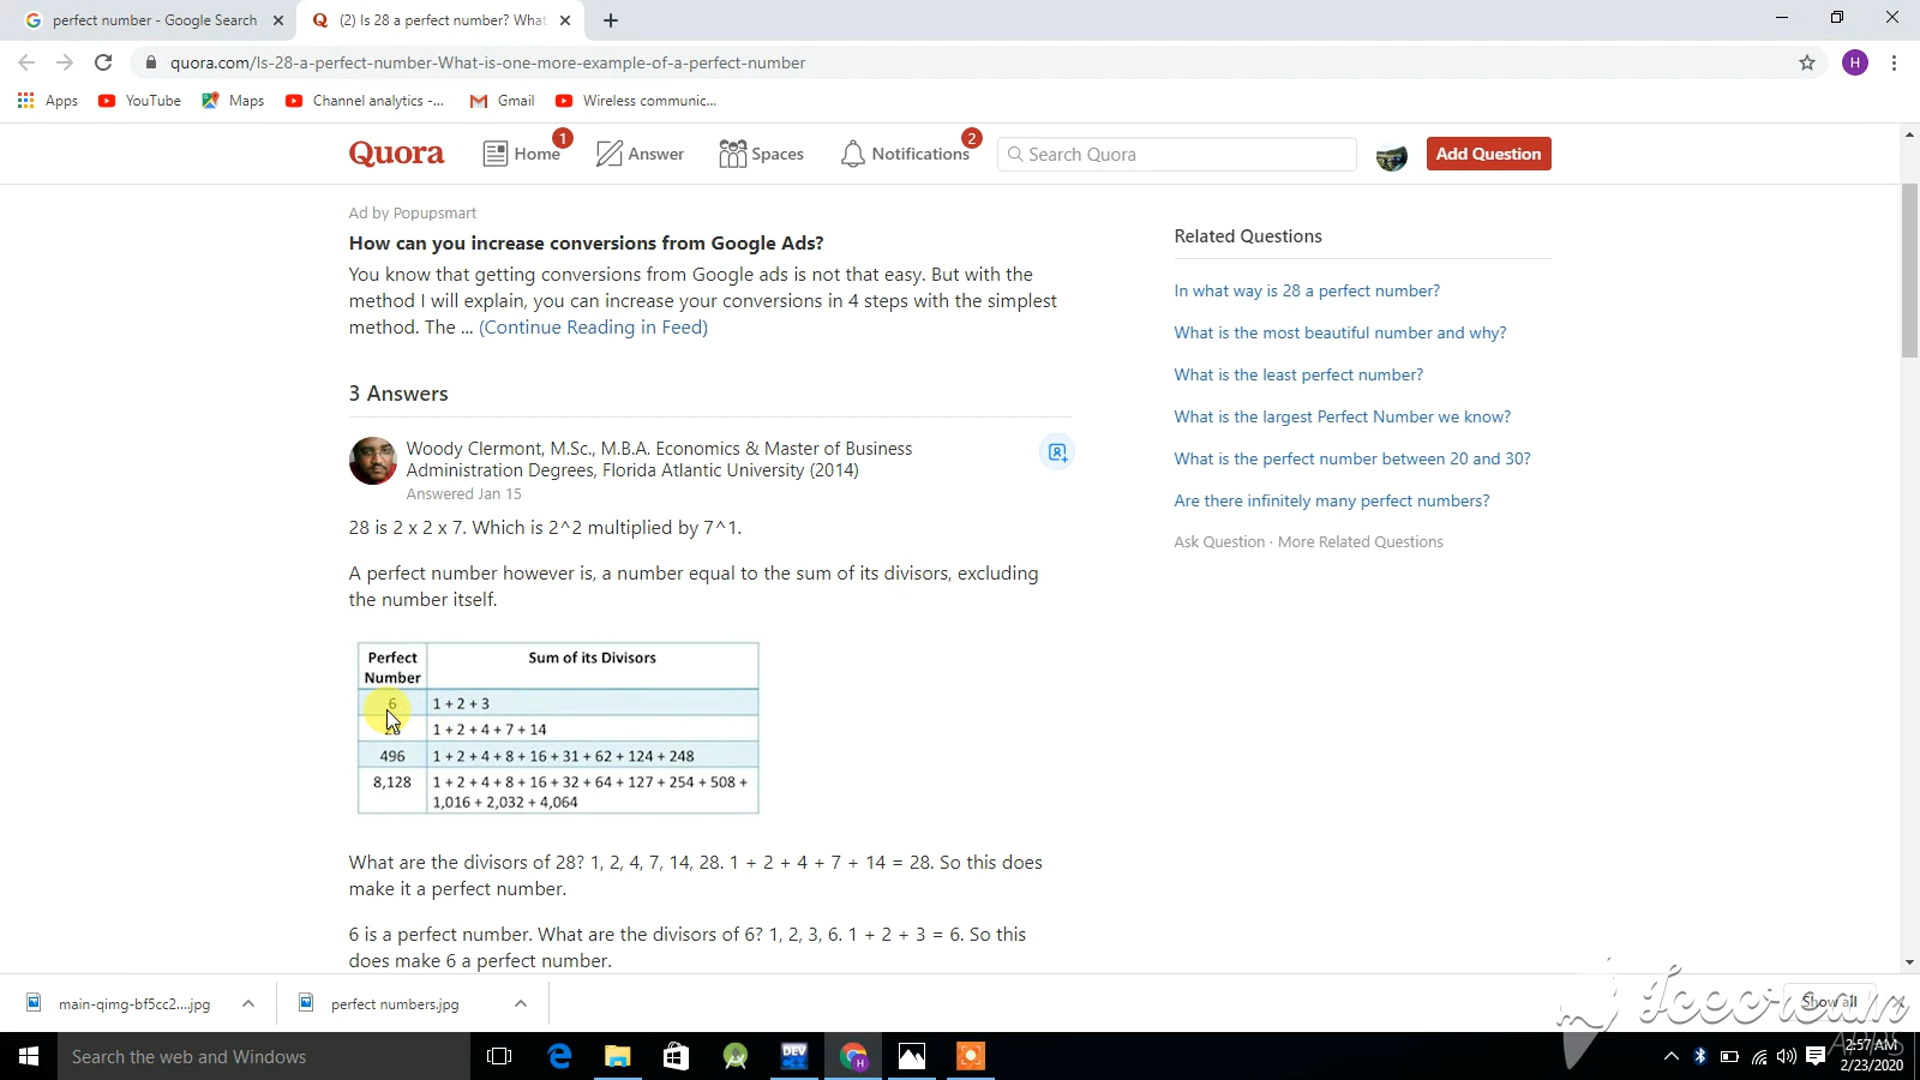 perfect number - Google Search
(2) Is 28 a perfect number? What
quora.com/Is-28-a-perfect-number-What-is-one-more-example-of-a-perfect-number
H
Apps
YouTube
Maps
Channel analytics -...
Gmail
Wireless communic...
Quora
Home
1
Answer
Spaces
Notifications
2
Search Quora
Add Question
Ad by Popupsmart
How can you increase conversions from Google Ads?
You know that getting conversions from Google ads is not that easy. But with the
method I will explain, you can increase your conversions in 4 steps with the simplest
method. The ... (Continue Reading in Feed)
3 Answers
Woody Clermont, M.Sc., M.B.A. Economics & Master of Business
Administration Degrees, Florida Atlantic University (2014)
Answered Jan 15
28 is 2 x 2 x 7. Which is 2^2 multiplied by 7^1.
A perfect number however is, a number equal to the sum of its divisors, excluding
the number itself.
Perfect
Number
Sum of its Divisors
6
1 + 2 + 3
28
1 + 2 + 4 + 7 + 14
496
1 + 2 + 4 + 8 + 16 + 31 + 62 + 124 + 248
8,128
1 + 2 + 4 + 8 + 16 + 32 + 64 + 127 + 254 + 508 +
1,016 + 2,032 + 4,064
What are the divisors of 28? 1, 2, 4, 7, 14, 28. 1 + 2 + 4 + 7 + 14 = 28. So this does
make it a perfect number.
6 is a perfect number. What are the divisors of 6? 1, 2, 3, 6. 1 + 2 + 3 = 6. So this
does make 6 a perfect number.
Related Questions
In what way is 28 a perfect number?
What is the most beautiful number and why?
What is the least perfect number?
What is the largest Perfect Number we know?
What is the perfect number between 20 and 30?
Are there infinitely many perfect numbers?
Ask Question · More Related Questions
main-qimg-bf5cc2....jpg
perfect numbers.jpg
Show all
Icecream
APPS
Search the web and Windows
DEV
H
2:57 AM
2/23/2020